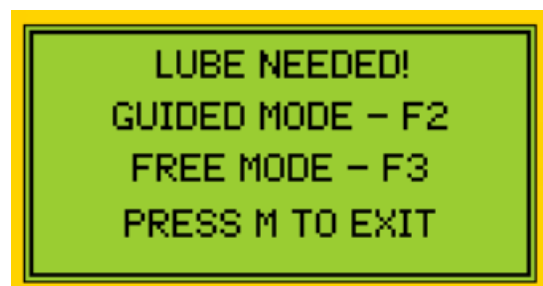 LUBE NEEDED!
GUIDED MODE – F2
FREE MODE – F3
PRESS M TO EXIT